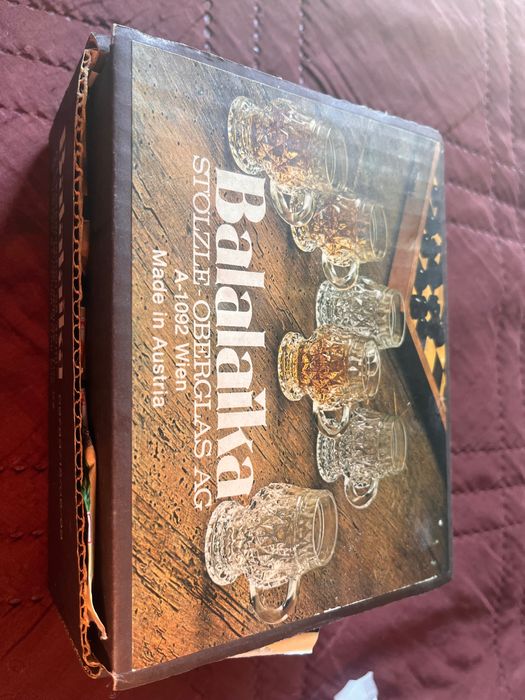 Balalaika
STÖLZLE OBERGLAS AG
A-1092 Wien
Made in Austria